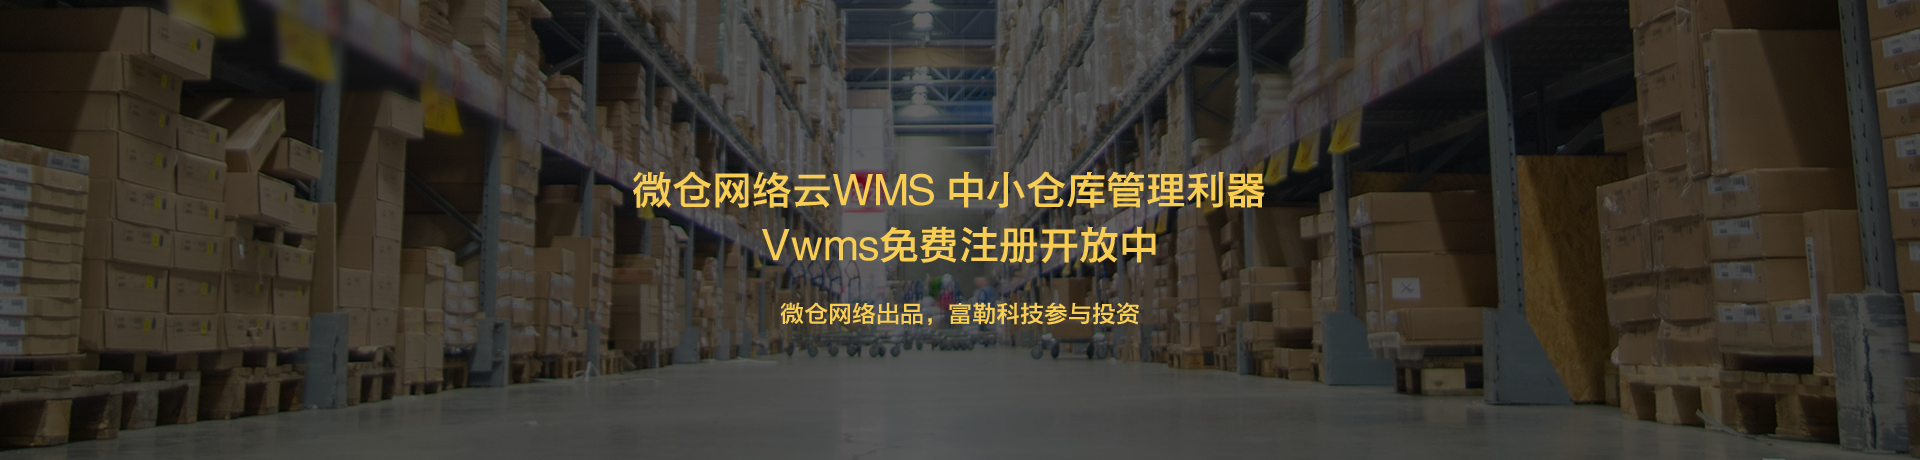 微仓网络云WMS 中小仓库管理利器
Vwms免费注册开放中
微仓网络出品，富勒科技参与投资